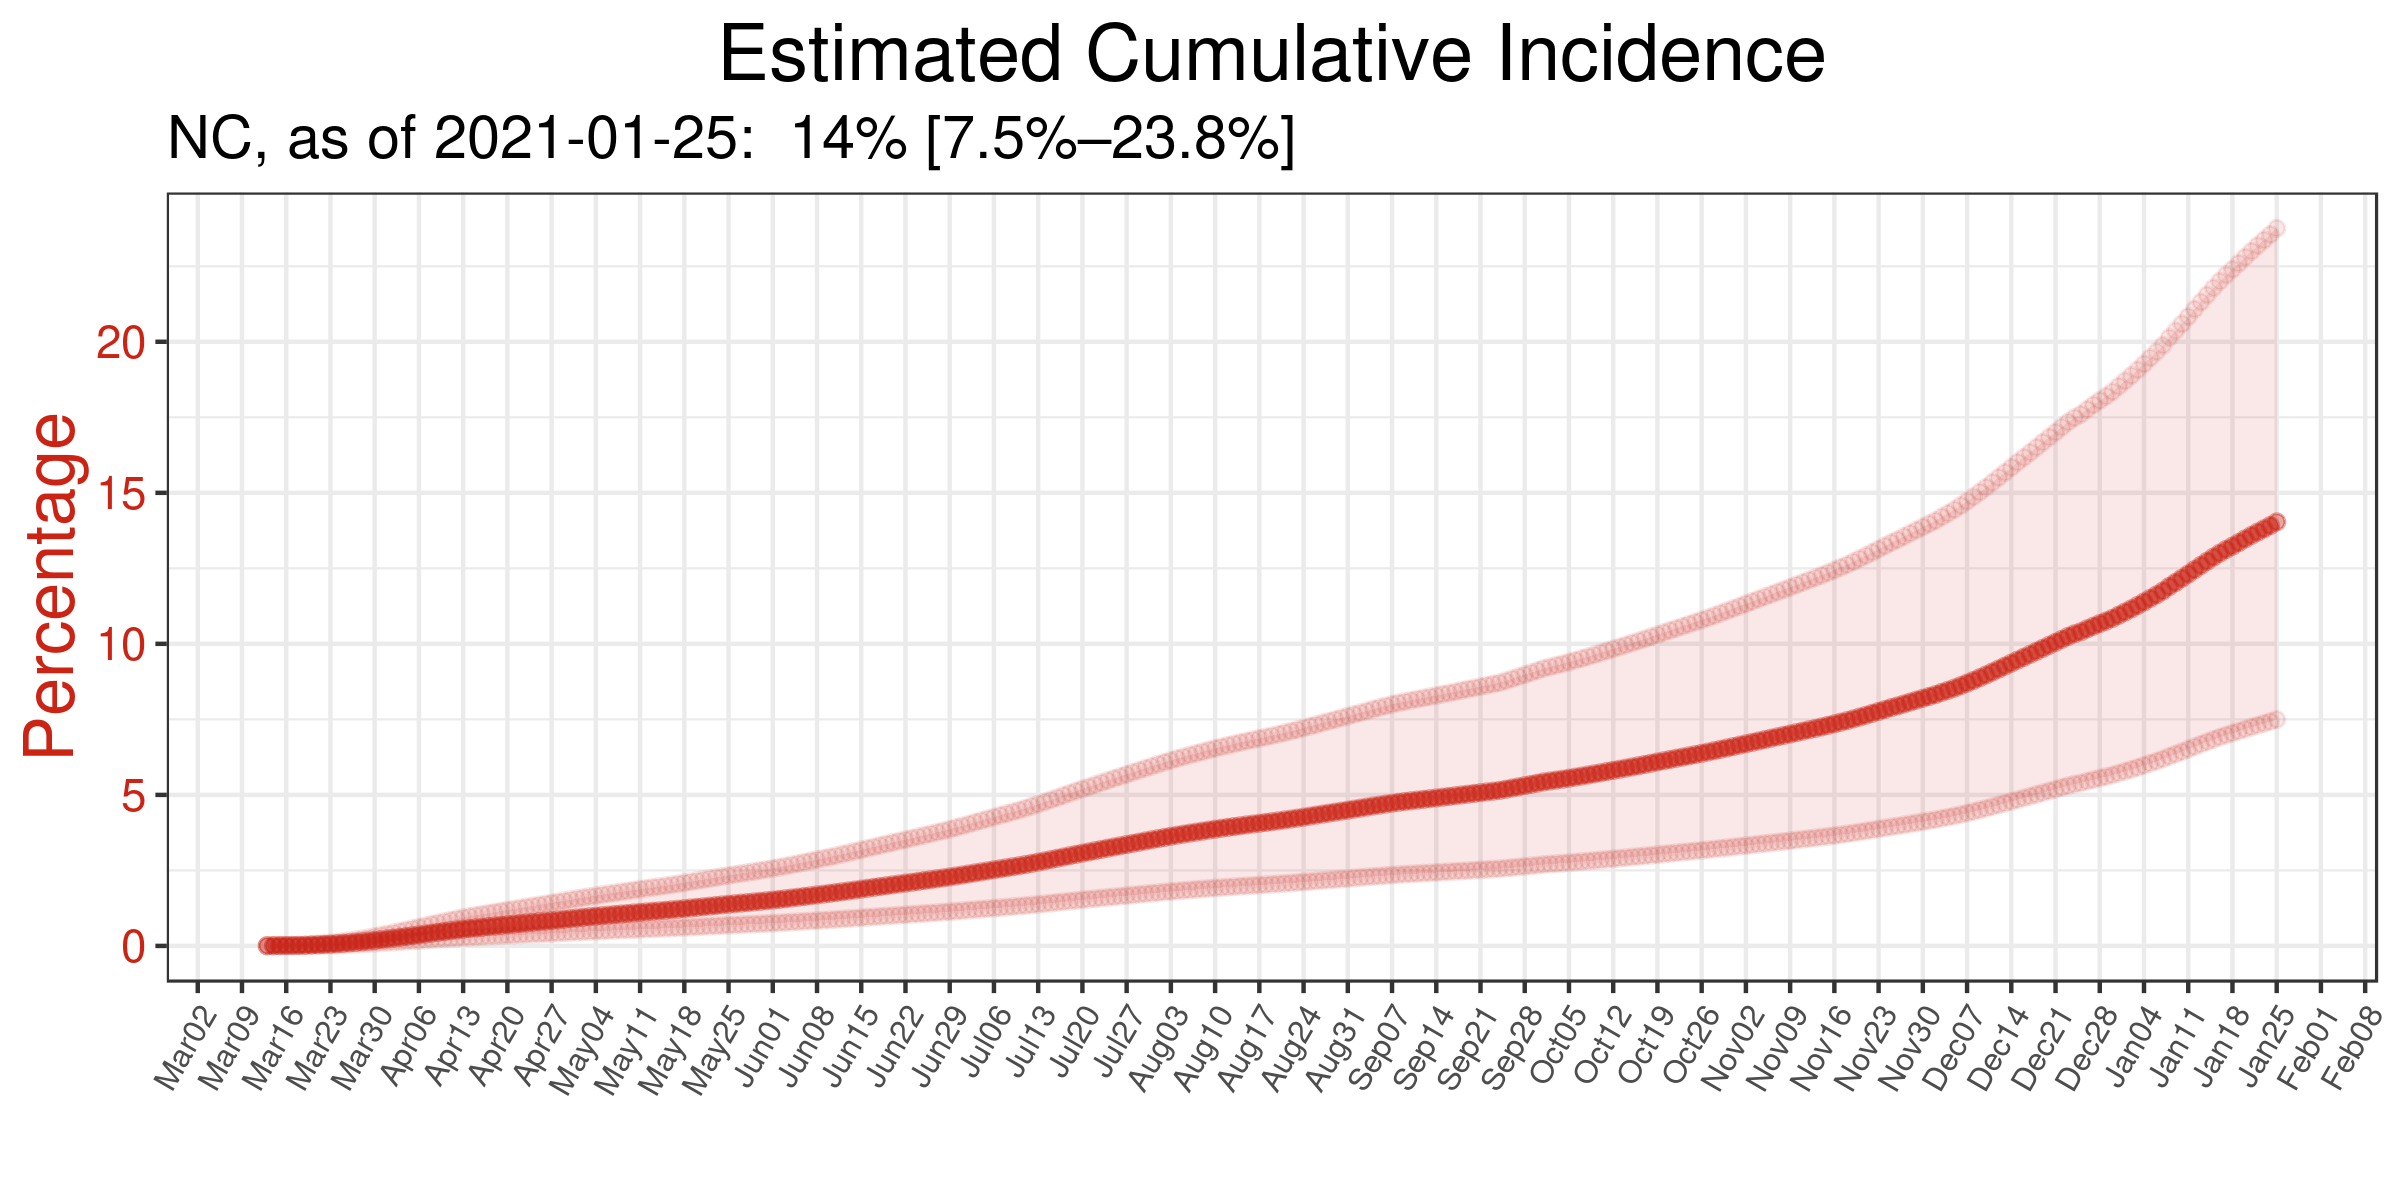 Estimated Cumulative Incidence
NC, as of 2021-01-25:  14% [7.5%–23.8%]
Percentage
20
15
10
5
0
Mar02
Mar09
Mar16
Mar23
Mar30
Apr06
Apr13
Apr20
Apr27
May04
May11
May18
May25
Jun01
Jun08
Jun15
Jun22
Jun29
Jul06
Jul13
Jul20
Jul27
Aug03
Aug10
Aug17
Aug24
Aug31
Sep07
Sep14
Sep21
Sep28
Oct05
Oct12
Oct19
Oct26
Nov02
Nov09
Nov16
Nov23
Nov30
Dec07
Dec14
Dec21
Dec28
Jan04
Jan11
Jan18
Jan25
Feb01
Feb08